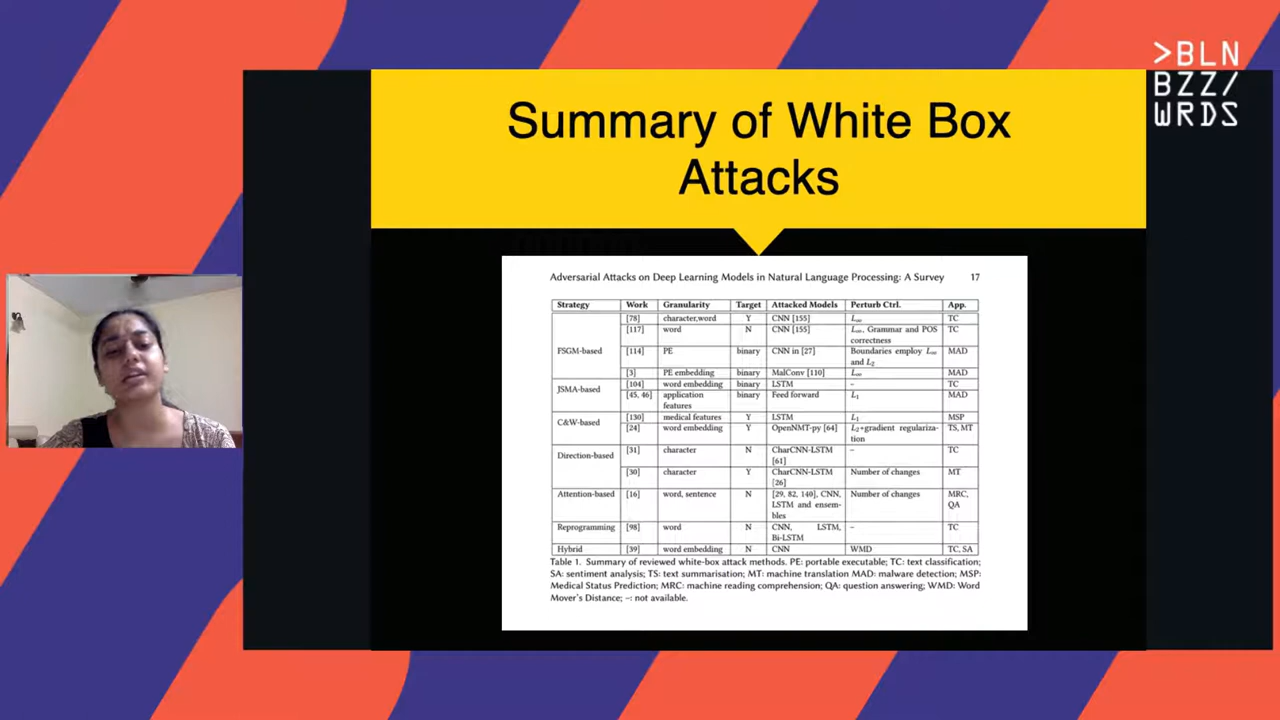 >BLN
BZZ/
WRDS
Summary of White Box
Attacks
Adversarial Attacks on Deep Learning Models in Natural Language Processing: A Survey 17
Strategy Work Granularity Target Attacked Models Perturb Ctrl. App.
FSGM-based
[78] character,word Y CNN [155] L∞ TC
[117] word N CNN [155] L∞, Grammar and POS correctness TC
[114] PE binary CNN in [27] Boundaries employ L∞ and L2 MAD
[3] PE embedding binary MalConv [110] L∞ MAD
JSMA-based
[104] word embedding binary LSTM – TC
[45, 46] application features binary Feed forward L1 MAD
C&W-based
[130] medical features Y LSTM L1 MSP
[24] word embedding Y OpenNMT-py [64] L2+gradient regularization TS, MT
Direction-based
[31] character N CharCNN-LSTM [61] – TC
[30] character Y CharCNN-LSTM [26] Number of changes MT
Attention-based [16] word, sentence N [29, 82, 140], CNN, LSTM and ensembles Number of changes MRC, QA
Reprogramming [98] word N CNN, LSTM, Bi-LSTM – TC
Hybrid [39] word embedding N CNN WMD TC, SA
Table 1. Summary of reviewed white-box attack methods. PE: portable executable; TC: text classification;
SA: sentiment analysis; TS: text summarisation; MT: machine translation MAD: malware detection; MSP:
Medical Status Prediction; MRC: machine reading comprehension; QA: question answering; WMD: Word
Mover's Distance; –: not available.